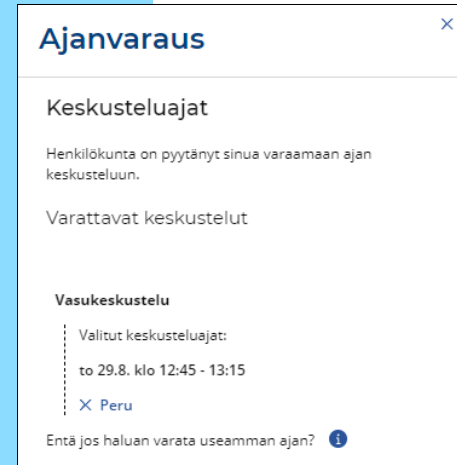 Ajanvaraus
Keskusteluajat
Henkilökunta on pyytänyt sinua varaamaan ajan
keskusteluun.
Varattavat keskustelut
Vasukeskustelu
Valitut keskusteluajat:
to 29.8. klo 12:45 - 13:15
× Peru
Entä jos haluan varata useamman ajan?